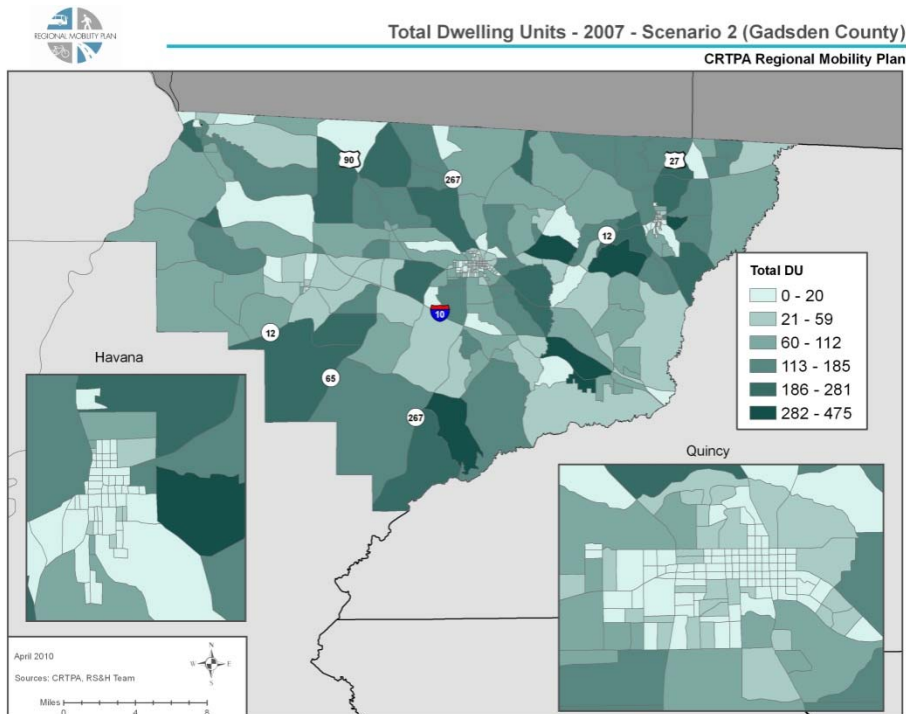 REGIONAL MOBILITY PLAN
Total Dwelling Units - 2007 - Scenario 2 (Gadsden County)
CRTPA Regional Mobility Plan
90
27
267
12
10
12
65
267
Total DU
0 - 20
21 - 59
60 - 112
113 - 185
186 - 281
282 - 475
Havana
Quincy
April 2010
Sources: CRTPA, RS&H Team
N
W
E
S
Miles
0
8